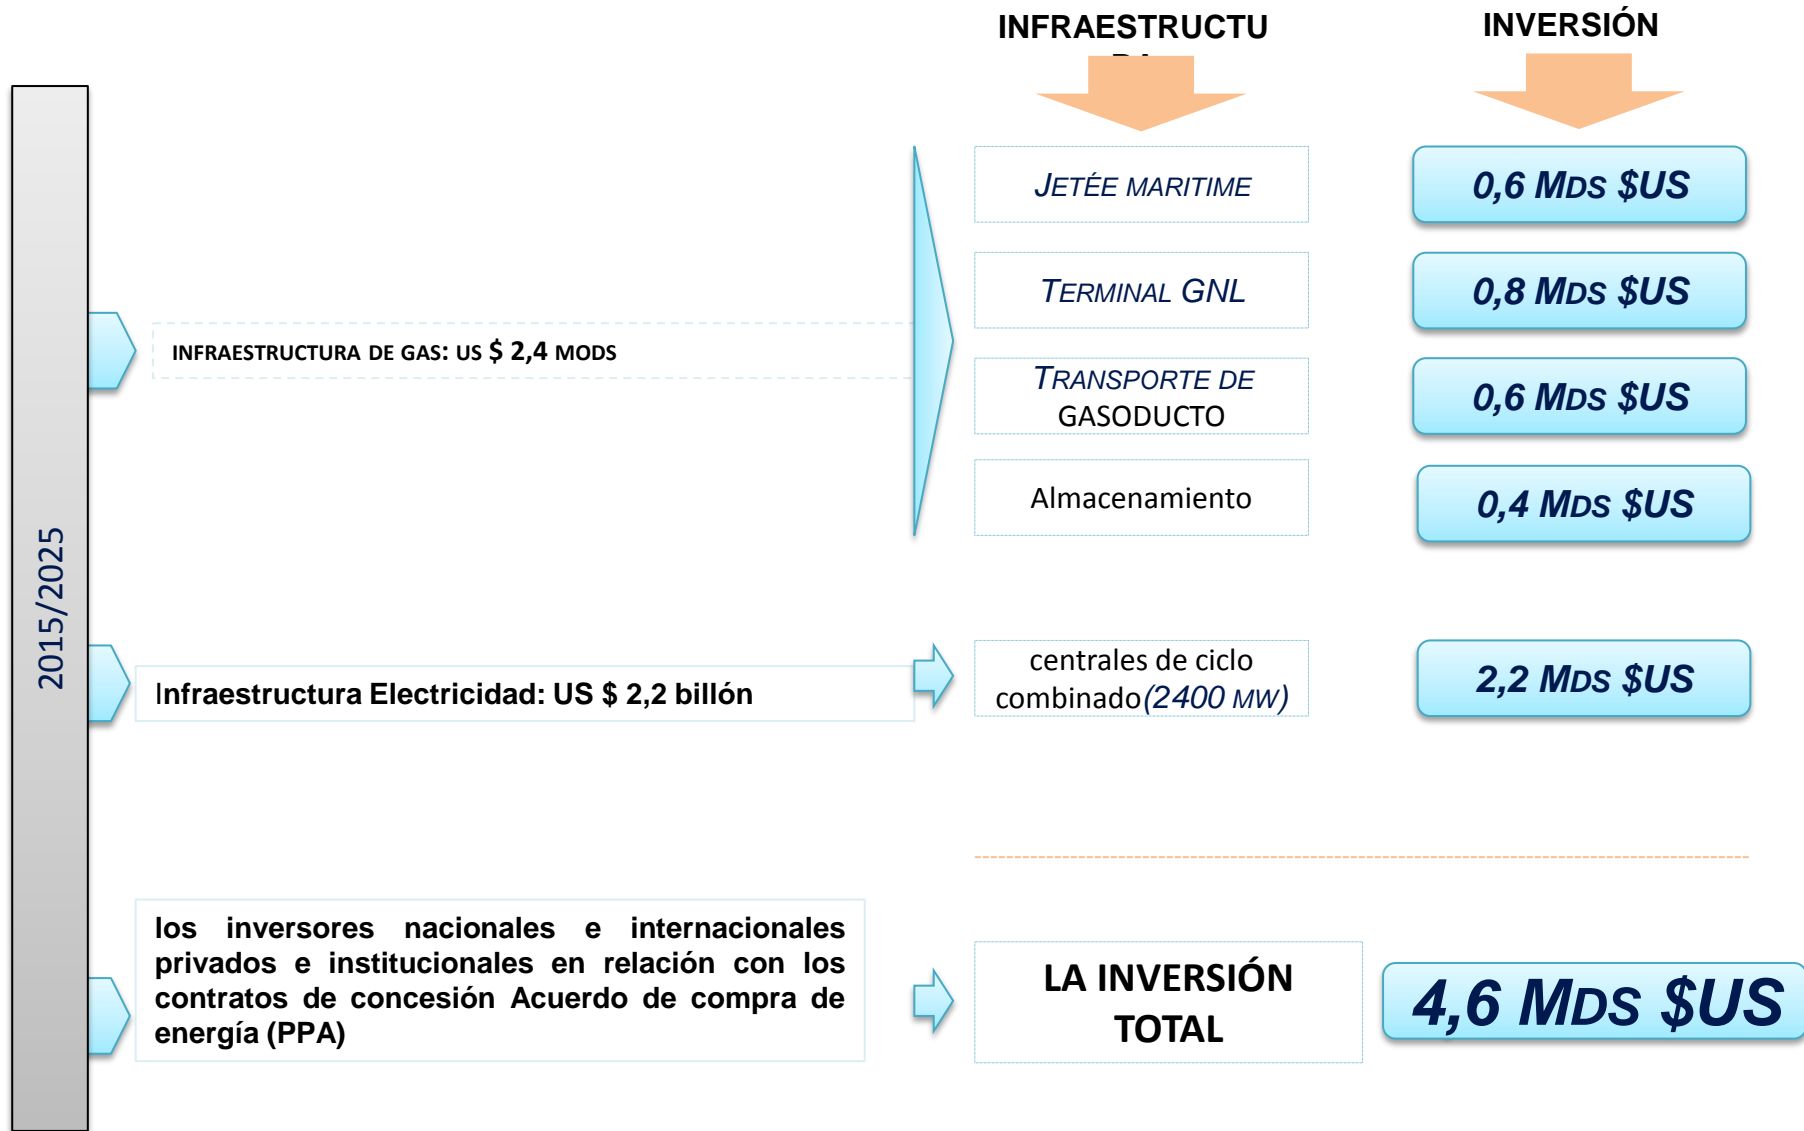 INFRAESTRUCTU
INVERSIÓN
JETÉE MARITIME
0,6 MDS $US
TERMINAL GNL
0,8 MDS $US
INFRAESTRUCTURA DE GAS: US $ 2,4 MODS
TRANSPORTE DE
GASODUCTO
0,6 MDS $US
Almacenamiento
0,4 MDS $US
2015/2025
Infraestructura Electricidad: US $ 2,2 billón
centrales de ciclo
combinado(2400 MW)
2,2 MDS $US
los inversores nacionales e internacionales
privados e institucionales en relación con los
contratos de concesión Acuerdo de compra de
energía (PPA)
LA INVERSIÓN
TOTAL
4,6 MDS $US